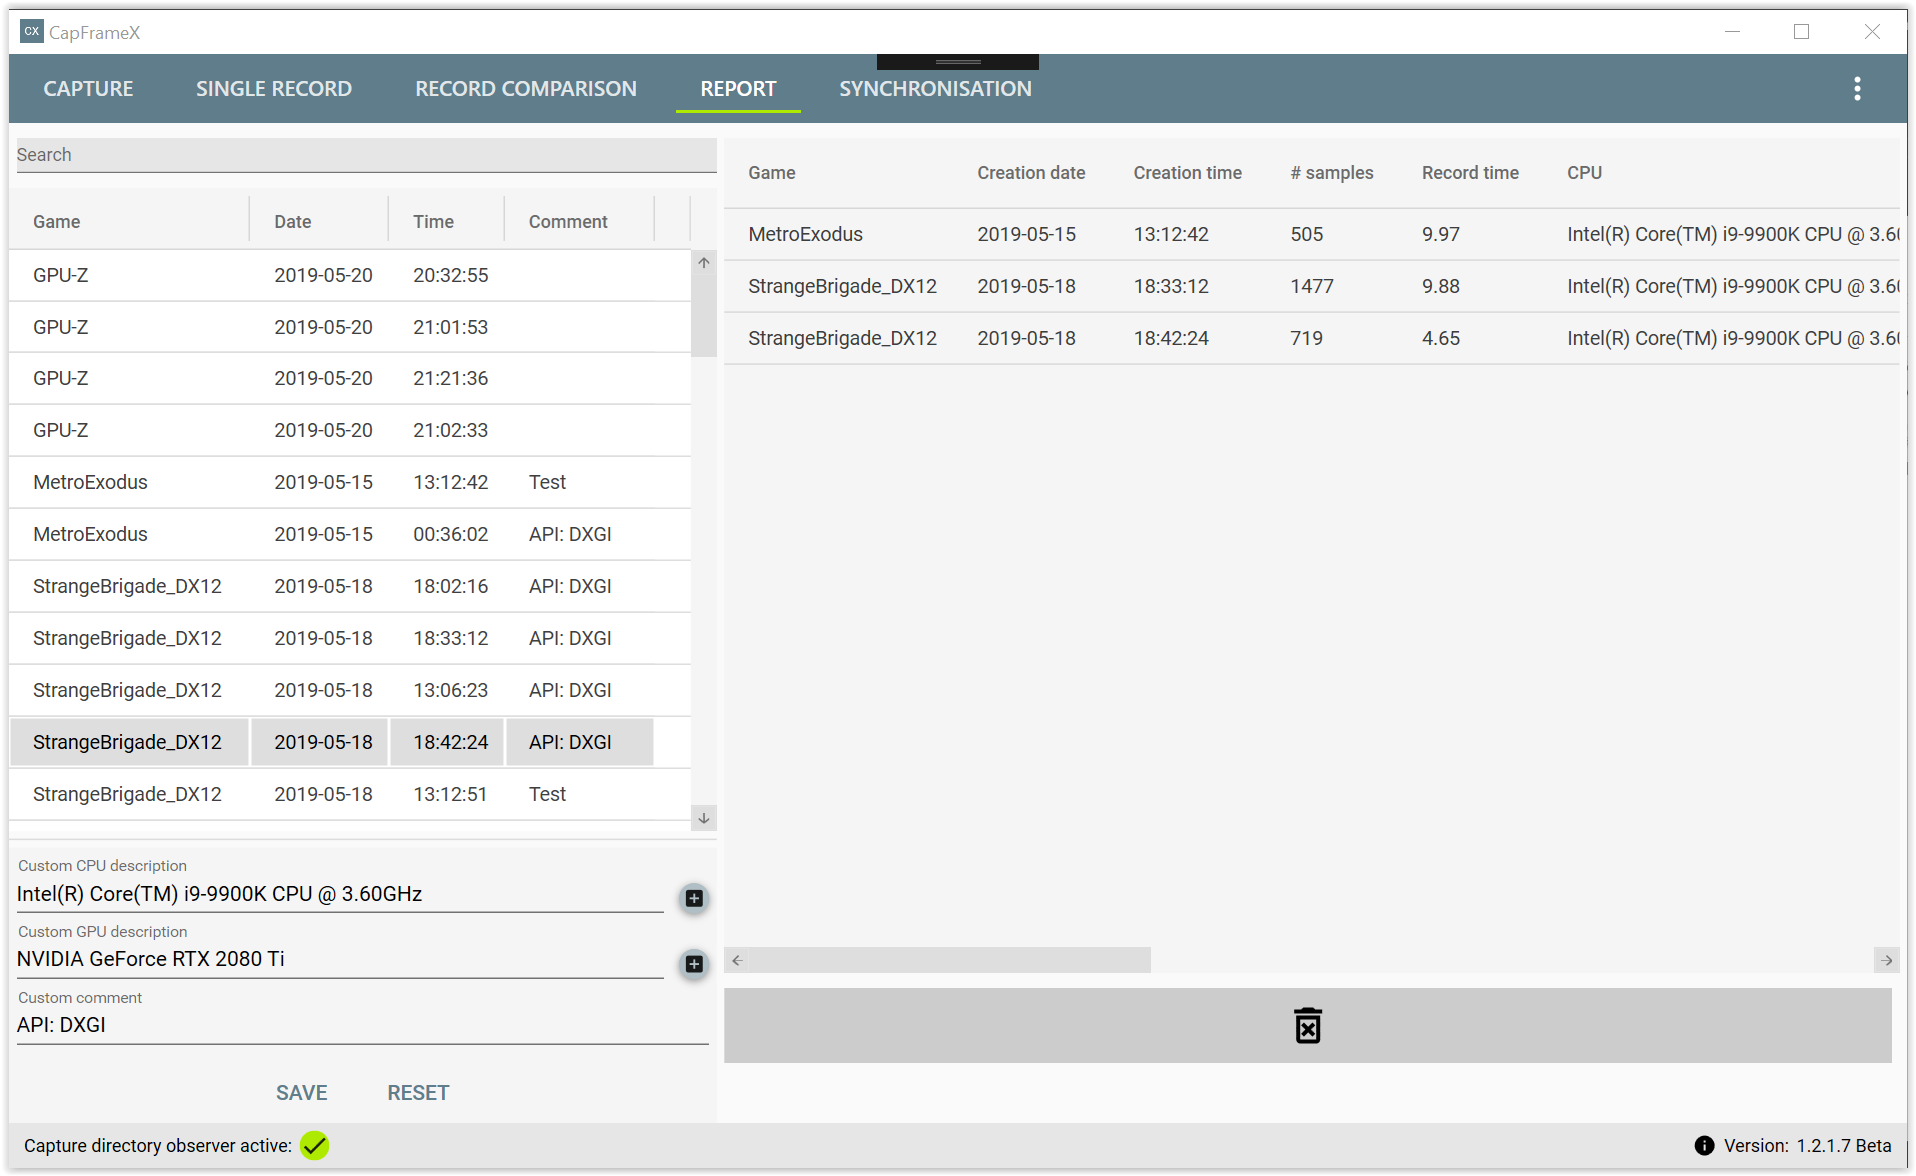 CX CapFrameX
CAPTURE SINGLE RECORD RECORD COMPARISON REPORT SYNCHRONISATION
Search
Game Date Time Comment
GPU-Z 2019-05-20 20:32:55
GPU-Z 2019-05-20 21:01:53
GPU-Z 2019-05-20 21:21:36
GPU-Z 2019-05-20 21:02:33
MetroExodus 2019-05-15 13:12:42 Test
MetroExodus 2019-05-15 00:36:02 API: DXGI
StrangeBrigade_DX12 2019-05-18 18:02:16 API: DXGI
StrangeBrigade_DX12 2019-05-18 18:33:12 API: DXGI
StrangeBrigade_DX12 2019-05-18 13:06:23 API: DXGI
StrangeBrigade_DX12 2019-05-18 18:42:24 API: DXGI
StrangeBrigade_DX12 2019-05-18 13:12:51 Test
Custom CPU description
Intel(R) Core(TM) i9-9900K CPU @ 3.60GHz
Custom GPU description
NVIDIA GeForce RTX 2080 Ti
Custom comment
API: DXGI
SAVE RESET
Game Creation date Creation time # samples Record time CPU
MetroExodus 2019-05-15 13:12:42 505 9.97 Intel(R) Core(TM) i9-9900K CPU @ 3.60
StrangeBrigade_DX12 2019-05-18 18:33:12 1477 9.88 Intel(R) Core(TM) i9-9900K CPU @ 3.60
StrangeBrigade_DX12 2019-05-18 18:42:24 719 4.65 Intel(R) Core(TM) i9-9900K CPU @ 3.60
Capture directory observer active:
Version: 1.2.1.7 Beta